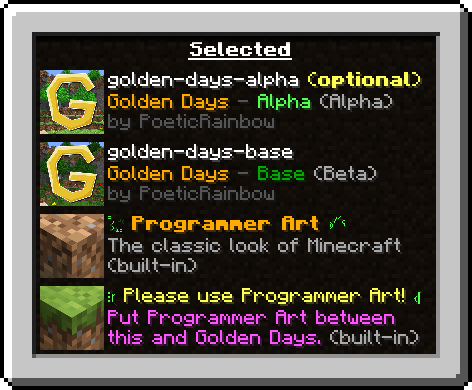 Selected
golden-days-alpha (optional)
Golden Days - Alpha (Alpha)
by PoeticRainbow
golden-days-base
Golden Days - Base (Beta)
by PoeticRainbow
Programmer Art
The classic look of Minecraft
(built-in)
Please use Programmer Art!
Put Programmer Art between
this and Golden Days. (built-in)